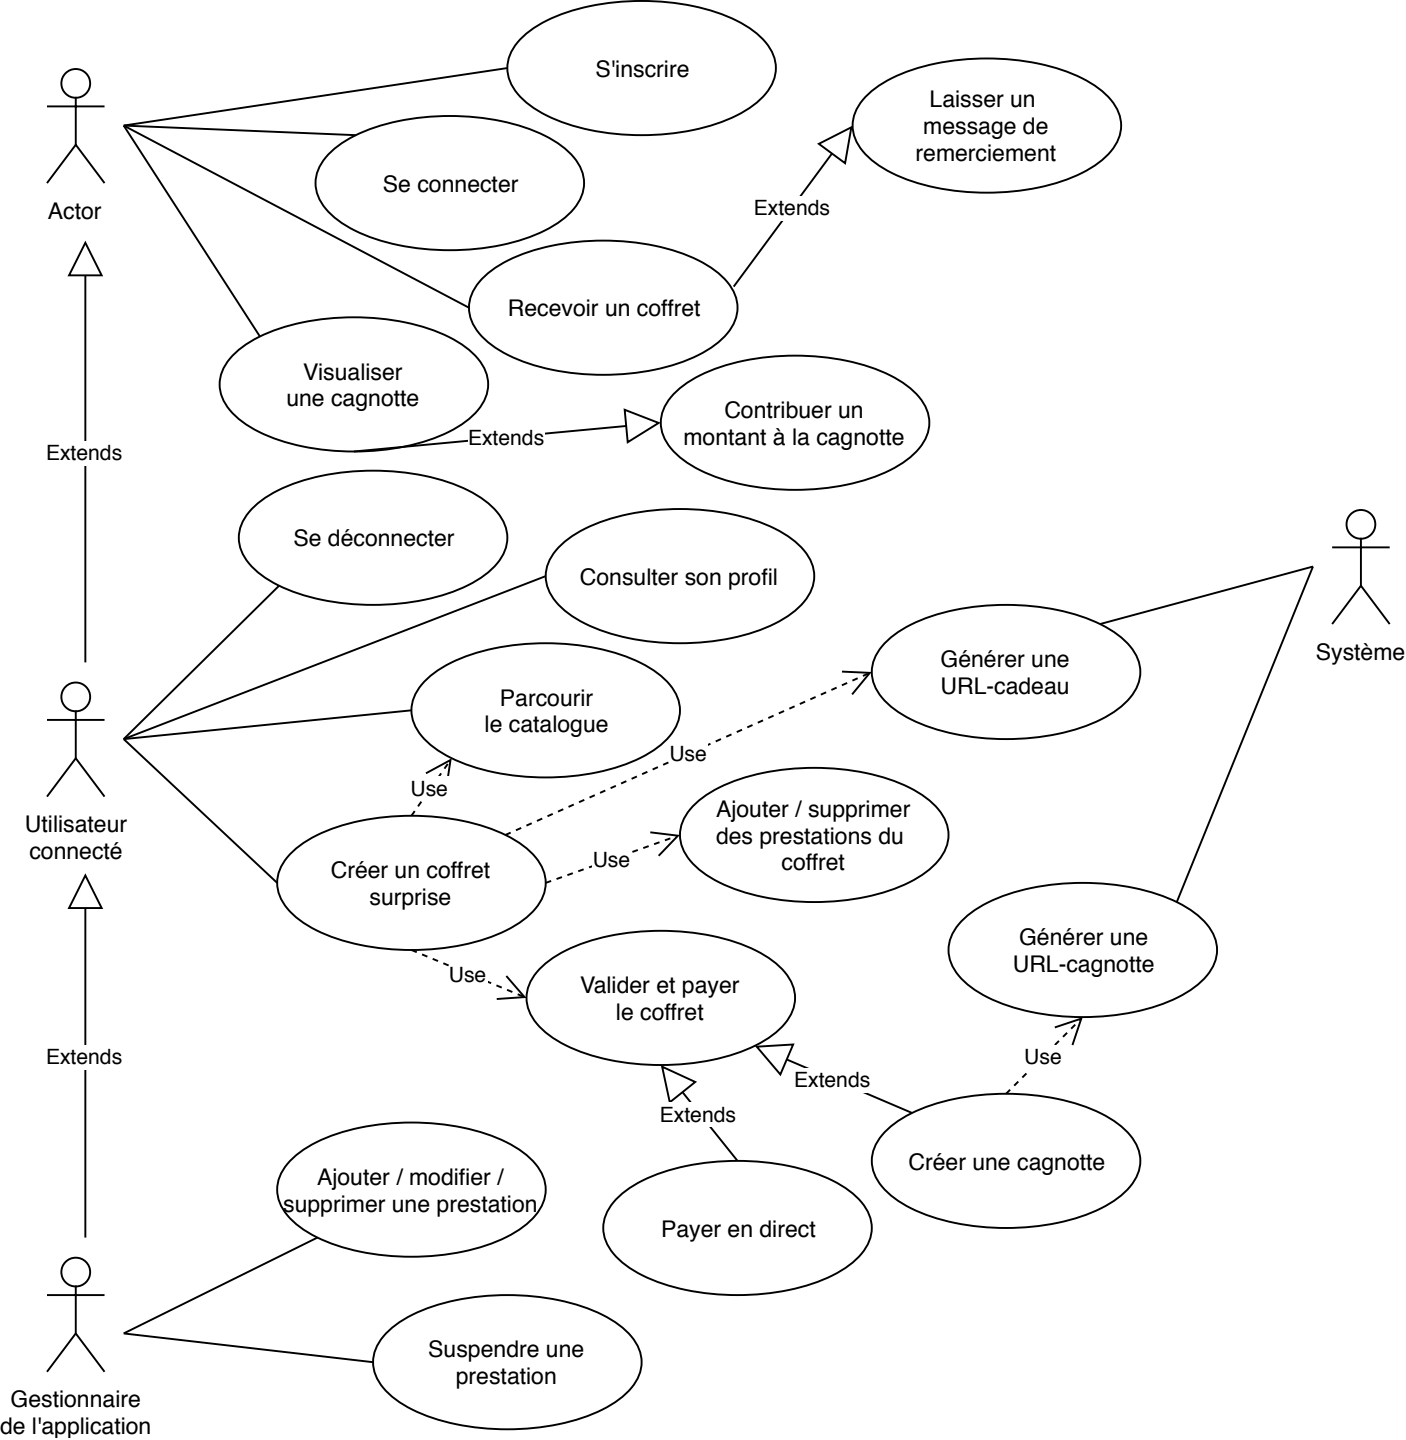 S'inscrire
Actor
Se connecter
Laisser un
message de
remerciement
Extends
Recevoir un coffret
Visualiser
une cagnotte
Extends
Contribuer un
montant à la cagnotte
Extends
Se déconnecter
Consulter son profil
Système
Générer une
URL-cadeau
Parcourir
le catalogue
Use
Use
Utilisateur
connecté
Créer un coffret
surprise
Use
Ajouter / supprimer
des prestations du
coffret
Use
Valider et payer
le coffret
Générer une
URL-cagnotte
Use
Extends
Extends
Extends
Créer une cagnotte
Payer en direct
Ajouter / modifier /
supprimer une prestation
Suspendre une
prestation
Gestionnaire
de l'application